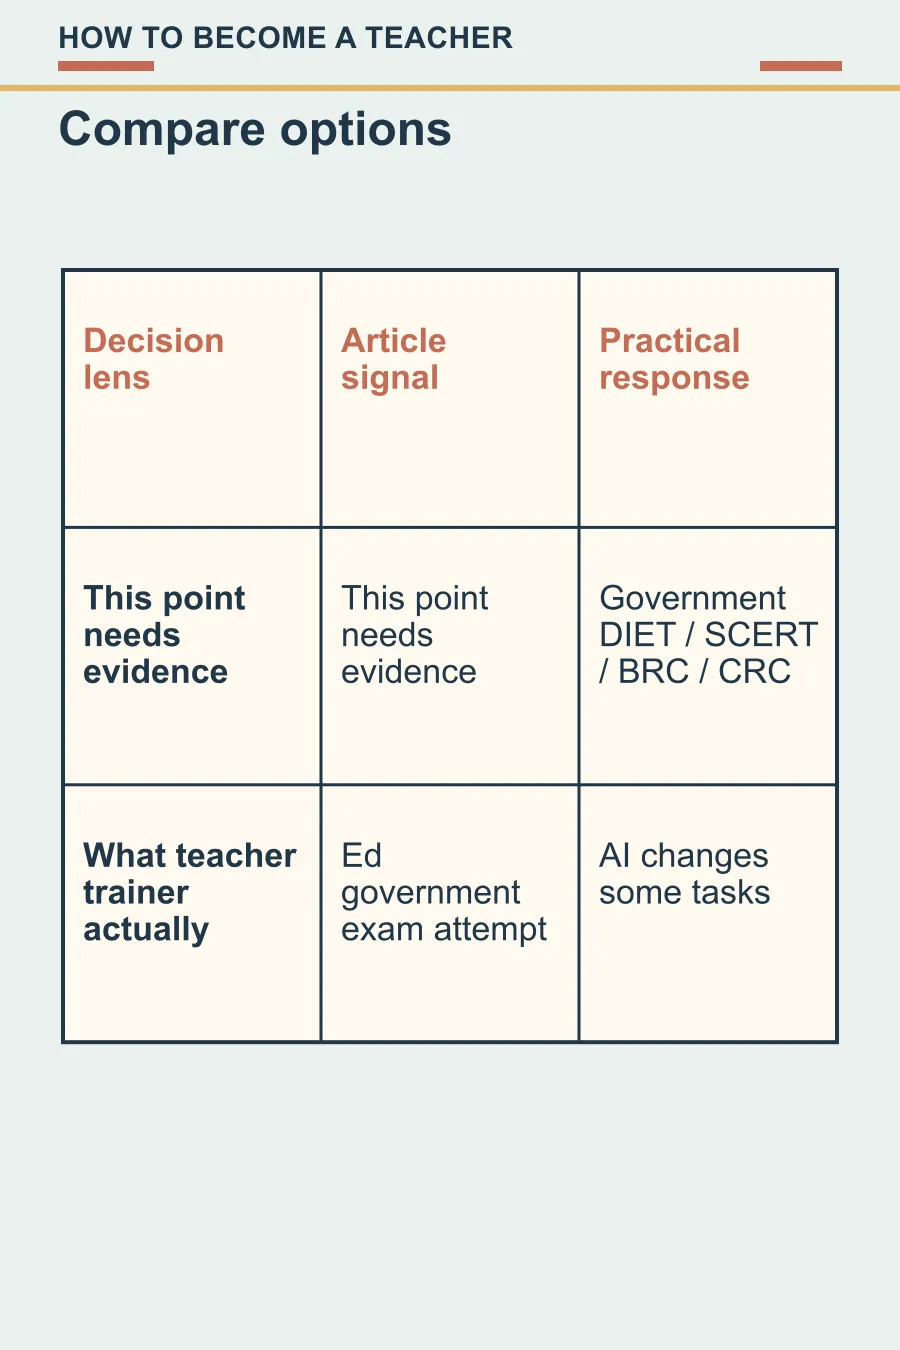 HOW TO BECOME A TEACHER
Compare options
Decision
lens
Article
signal
Practical
response
This point
needs
evidence
This point
needs
evidence
Government
DIET / SCERT
/ BRC / CRC
What teacher
trainer
actually
Ed
government
exam attempt
AI changes
some tasks